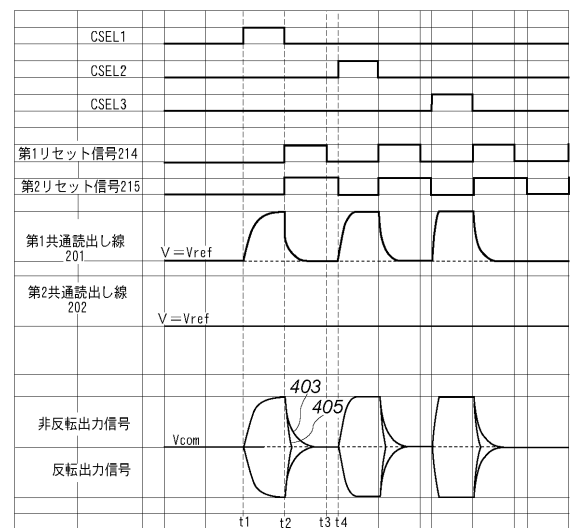 CSEL1
CSEL2
CSEL3
第1リセット信号214
第2リセット信号215
第1共通読出し線
201
V=Vref
第2共通読出し線
202
V=Vref
403
405
非反転出力信号
Vcom
反転出力信号
t1 t2 t3 t4